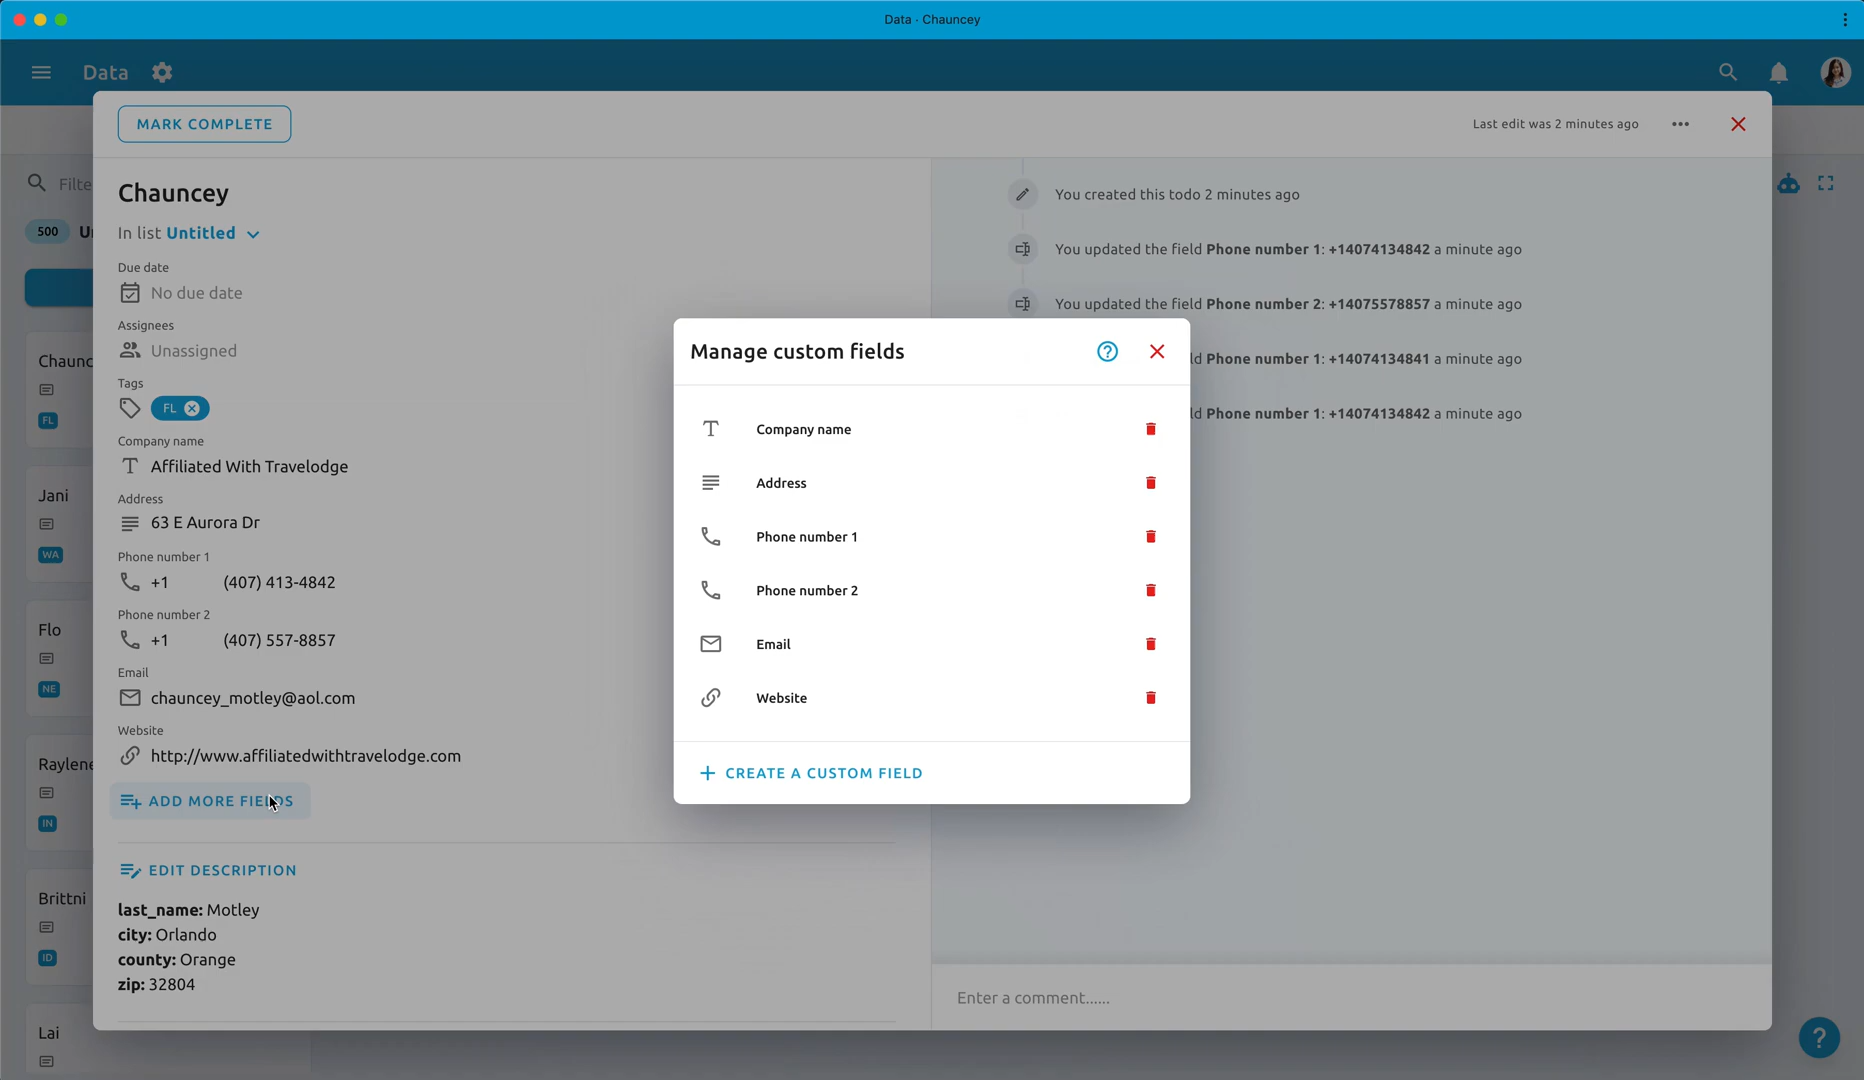 Data · Chauncey
Data
MARK COMPLETE
Last edit was 2 minutes ago
Filte
500
Chauncey
In list Untitled
Due date
No due date
Assignees
Unassigned
Tags
FL
Company name
Affiliated With Travelodge
Address
63 E Aurora Dr
Phone number 1
+1 (407) 413-4842
Phone number 2
+1 (407) 557-8857
Email
chauncey_motley@aol.com
Website
http://www.affiliatedwithtravelodge.com
ADD MORE FIELDS
EDIT DESCRIPTION
last_name: Motley
city: Orlando
county: Orange
zip: 32804
Chaunc
FL
Jani
WA
Flo
NE
Raylene
IN
Brittni
ID
Lai
You created this todo 2 minutes ago
You updated the field Phone number 1: +14074134842 a minute ago
You updated the field Phone number 2: +14075578857 a minute ago
ld Phone number 1: +14074134841 a minute ago
ld Phone number 1: +14074134842 a minute ago
Manage custom fields
Company name
Address
Phone number 1
Phone number 2
Email
Website
CREATE A CUSTOM FIELD
Enter a comment......
?